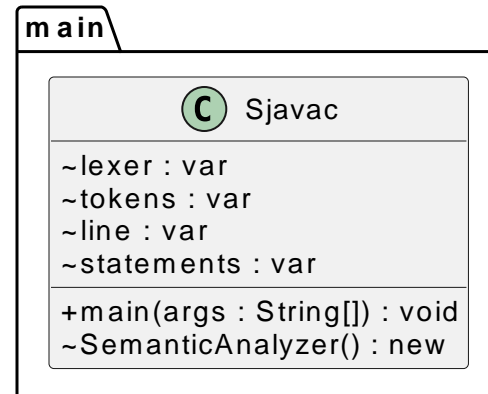 main
C Sjavac
~lexer : var
~tokens : var
~line : var
~statements : var
+main(args : String[]) : void
~SemanticAnalyzer() : new